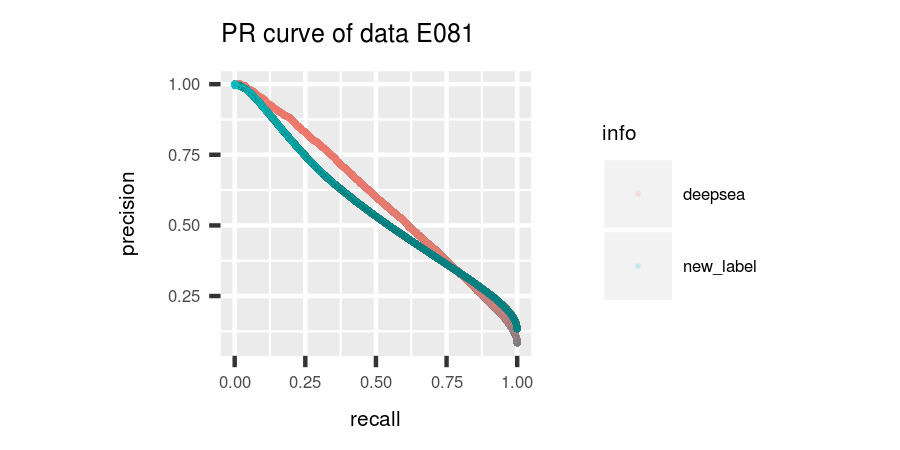 PR curve of data E081
1.00
0.75
0.50
0.25
precision
0.00 0.25 0.50 0.75 1.00
recall
info
deepsea
new_label